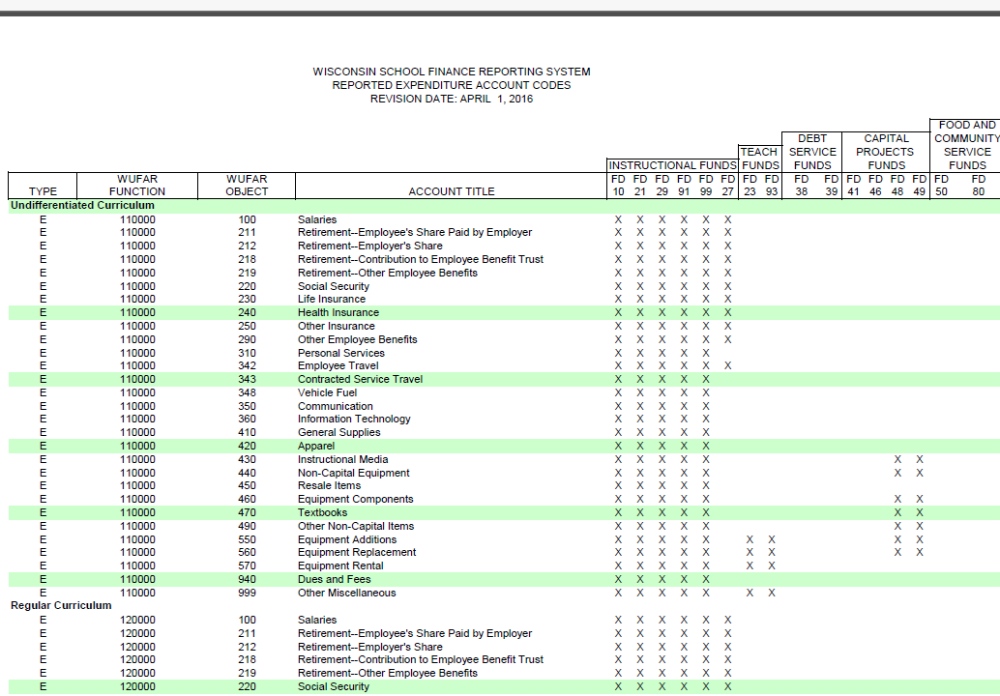 WISCONSIN SCHOOL FINANCE REPORTING SYSTEM
REPORTED EXPENDITURE ACCOUNT CODES
REVISION DATE: APRIL 1, 2016
FOOD AND
DEBT CAPITAL COMMUNITY
TEACH SERVICE PROJECTS SERVICE
INSTRUCTIONAL FUNDS FUNDS FUNDS FUNDS FUNDS
WUFAR WUFAR FD FD FD FD FD FD FD FD FD FD FD FD FD FD FD FD
TYPE FUNCTION OBJECT ACCOUNT TITLE 10 21 29 91 99 27 23 93 38 39 41 46 48 49 50 80
Undifferentiated Curriculum
E 110000 100 Salaries X X X X X X
E 110000 211 Retirement--Employee's Share Paid by Employer X X X X X X
E 110000 212 Retirement--Employer's Share X X X X X X
E 110000 218 Retirement--Contribution to Employee Benefit Trust X X X X X X
E 110000 219 Retirement--Other Employee Benefits X X X X X X
E 110000 220 Social Security X X X X X X
E 110000 230 Life Insurance X X X X X X
E 110000 240 Health Insurance X X X X X X
E 110000 250 Other Insurance X X X X X X
E 110000 290 Other Employee Benefits X X X X X X
E 110000 310 Personal Services X X X X X
E 110000 342 Employee Travel X X X X X X
E 110000 343 Contracted Service Travel X X X X X
E 110000 348 Vehicle Fuel X X X X X
E 110000 350 Communication X X X X X
E 110000 360 Information Technology X X X X X
E 110000 410 General Supplies X X X X X
E 110000 420 Apparel X X X X X
E 110000 430 Instructional Media X X X X X X X
E 110000 440 Non-Capital Equipment X X X X X X X
E 110000 450 Resale Items X X X X X
E 110000 460 Equipment Components X X X X X X X
E 110000 470 Textbooks X X X X X X X
E 110000 490 Other Non-Capital Items X X X X X X X
E 110000 550 Equipment Additions X X X X X X X X X
E 110000 560 Equipment Replacement X X X X X X X X X
E 110000 570 Equipment Rental X X X X X X X
E 110000 940 Dues and Fees X X X X X
E 110000 999 Other Miscellaneous X X X X X X X
Regular Curriculum
E 120000 100 Salaries X X X X X X
E 120000 211 Retirement--Employee's Share Paid by Employer X X X X X X
E 120000 212 Retirement--Employer's Share X X X X X X
E 120000 218 Retirement--Contribution to Employee Benefit Trust X X X X X X
E 120000 219 Retirement--Other Employee Benefits X X X X X X
E 120000 220 Social Security X X X X X X